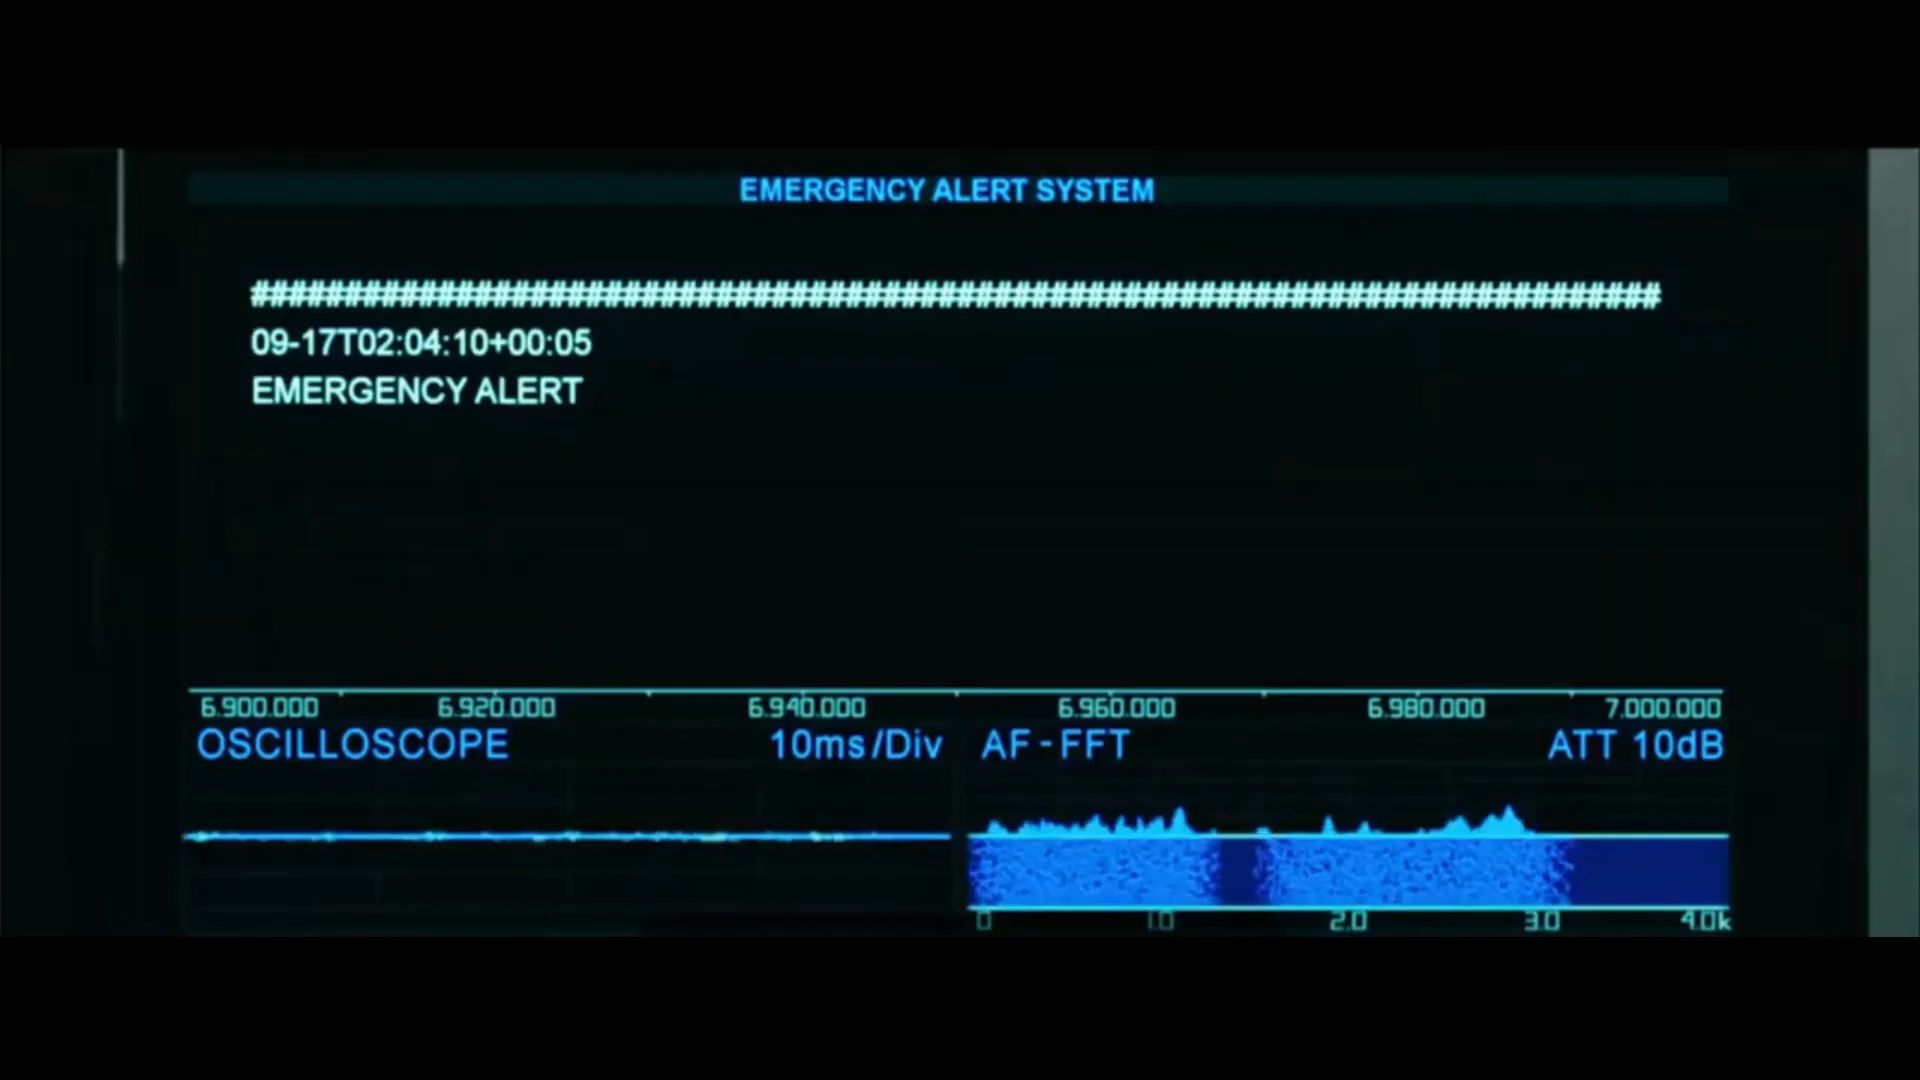 EMERGENCY ALERT SYSTEM
##############################################################################
09-17T02:04:10+00:05
EMERGENCY ALERT
6.900.000 6.920.000 6.940.000 6.960.000 6.980.000 7.000.000
OSCILLOSCOPE 10ms/Div AF-FFT ATT 10dB
0 1.0 2.0 3.0 4.0k